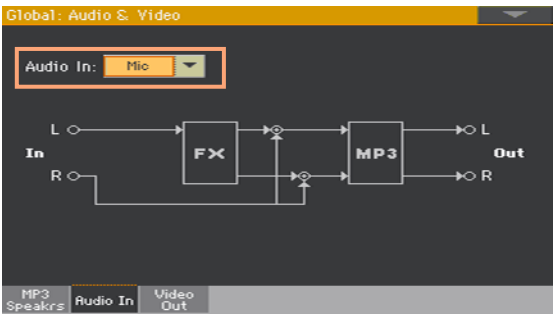 Global: Audio & Video
Audio In: Mic
L
L
In
FX
MP3
Out
R
R
MP3 Speakrs
Audio In
Video Out